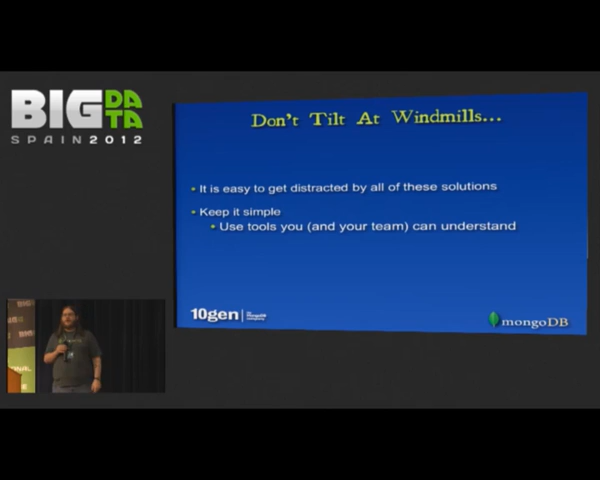 BIG DATA
SPAIN 2012
Don't Tilt At Windmills...
• It is easy to get distracted by all of these solutions
• Keep it simple
• Use tools you (and your team) can understand
10gen
mongoDB